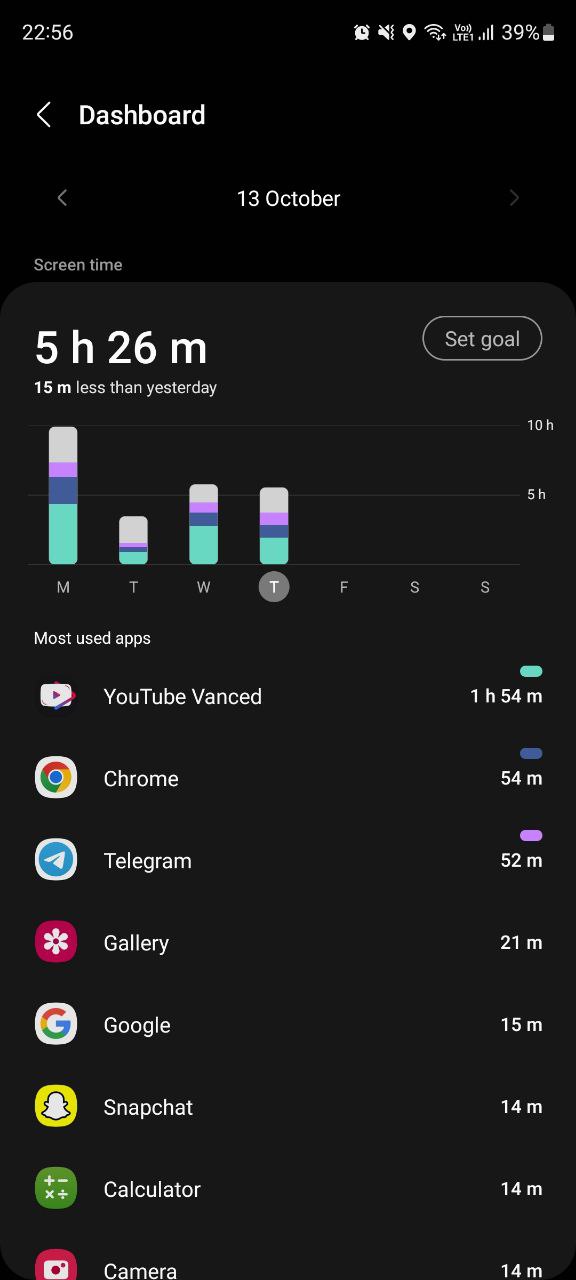 22:56 Vo)) LTE1 39%
Dashboard
13 October
Screen time
5 h 26 m
Set goal
15 m less than yesterday
10 h
5 h
M T W T F S S
Most used apps
YouTube Vanced 1 h 54 m
Chrome 54 m
Telegram 52 m
Gallery 21 m
Google 15 m
Snapchat 14 m
Calculator 14 m
Camera 14 m